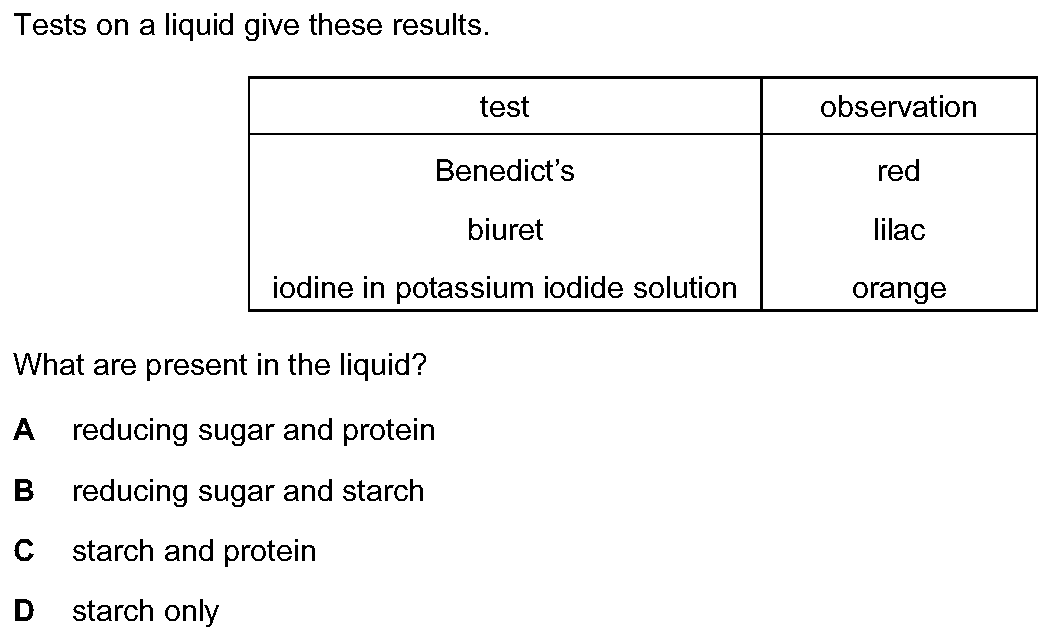 Tests on a liquid give these results.
test observation
Benedict’s red
biuret lilac
iodine in potassium iodide solution orange
What are present in the liquid?
A reducing sugar and protein
B reducing sugar and starch
C starch and protein
D starch only